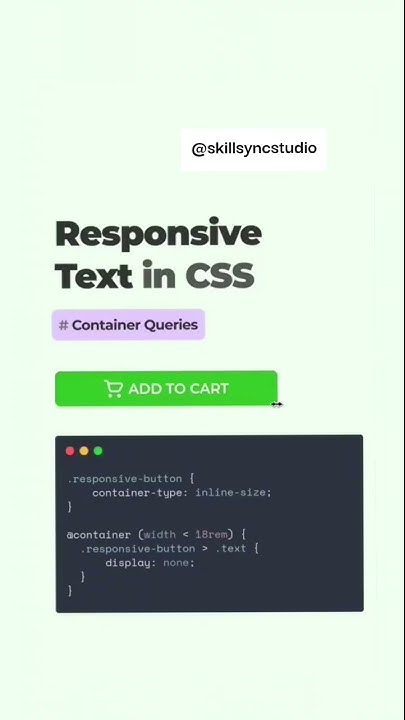 @skillsyncstudio
Responsive
Text in CSS
# Container Queries
ADD TO CART
.responsive-button {
    container-type: inline-size;
}
@container (width < 18rem) {
  .responsive-button > .text {
      display: none;
  }
}